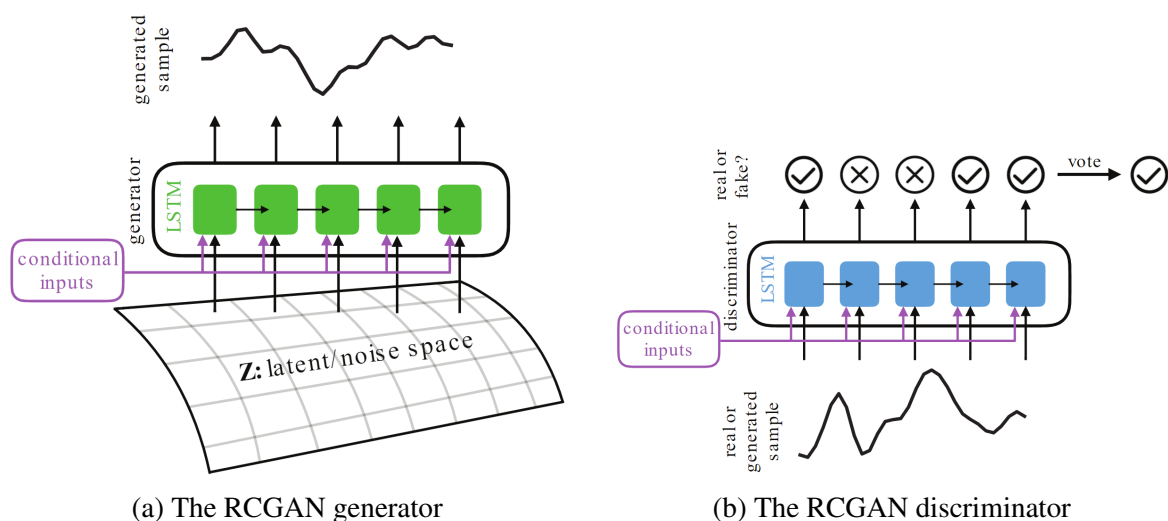 generated
sample
generator
LSTM
conditional
inputs
Z: latent/noise space
(a) The RCGAN generator
real or
fake?
vote
discriminator
LSTM
conditional
inputs
real or
generated
sample
(b) The RCGAN discriminator